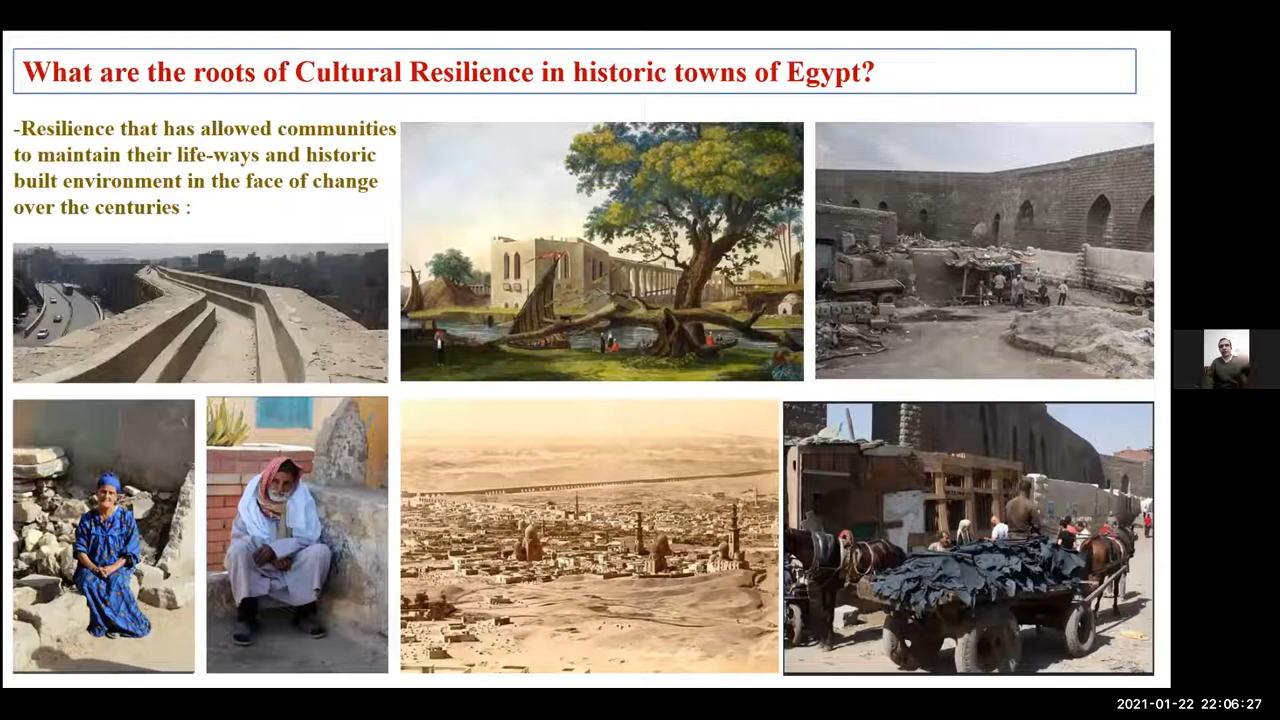 What are the roots of Cultural Resilience in historic towns of Egypt?
-Resilience that has allowed communities
to maintain their life-ways and historic
built environment in the face of change
over the centuries :
2021-01-22 22:06:27